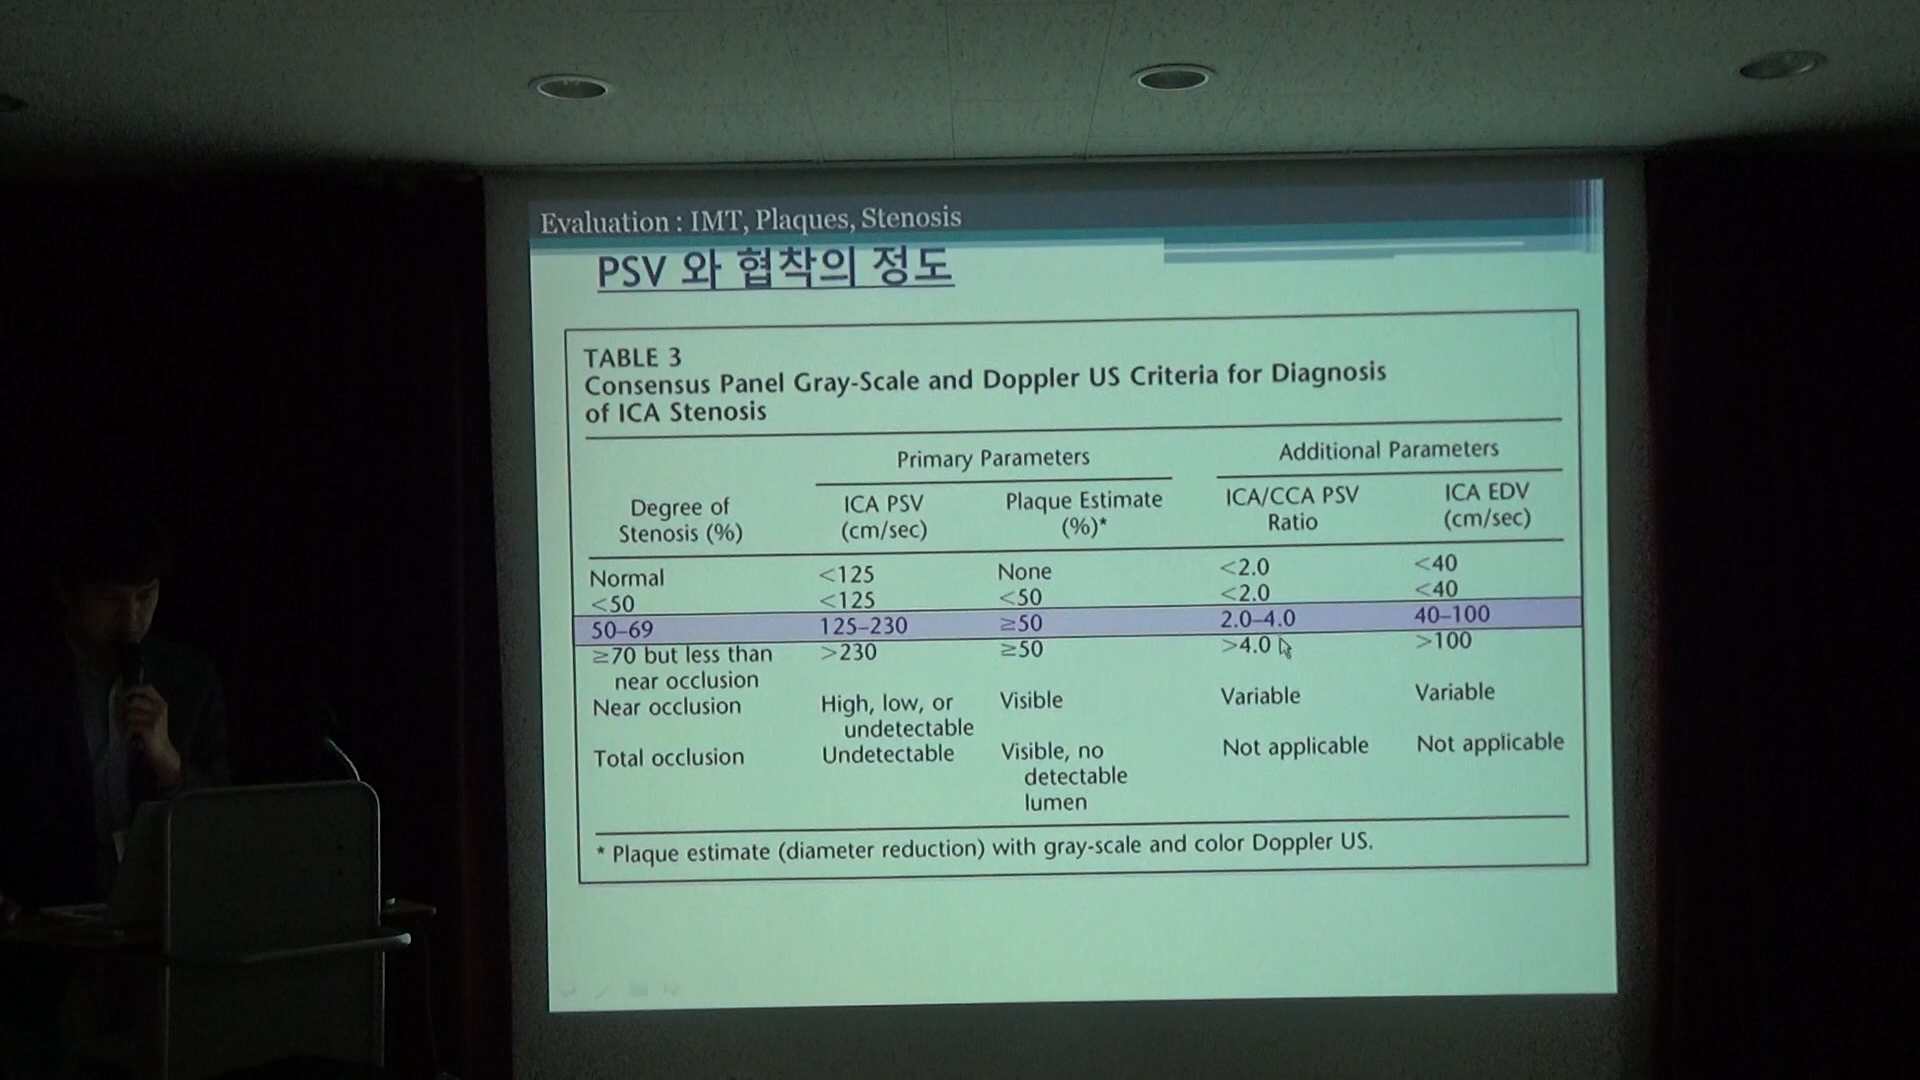 Evaluation : IMT, Plaques, Stenosis
PSV 와 협착의 정도
TABLE 3
Consensus Panel Gray-Scale and Doppler US Criteria for Diagnosis
of ICA Stenosis
Primary Parameters Additional Parameters
Degree of Stenosis (%) ICA PSV (cm/sec) Plaque Estimate (%)* ICA/CCA PSV Ratio ICA EDV (cm/sec)
Normal <125 None <2.0 <40
<50 <125 <50 <2.0 <40
50–69 125–230 ≥50 2.0–4.0 40–100
≥70 but less than near occlusion >230 ≥50 >4.0 >100
Near occlusion High, low, or undetectable Visible Variable Variable
Total occlusion Undetectable Visible, no detectable lumen Not applicable Not applicable
* Plaque estimate (diameter reduction) with gray-scale and color Doppler US.